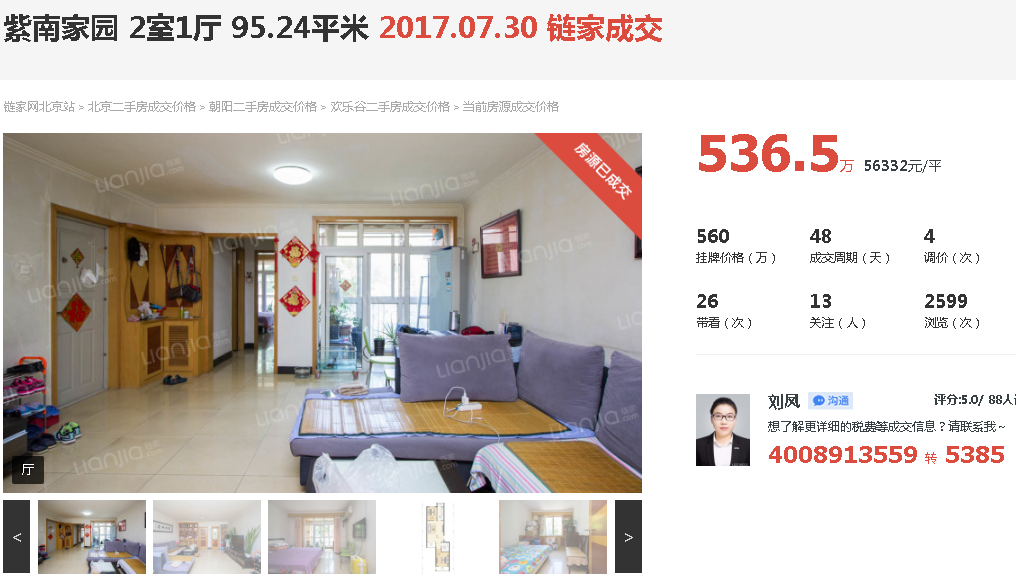 紫南家园 2室1厅 95.24平米 2017.07.30 链家成交
链家网北京站 > 北京二手房成交价格 > 朝阳二手房成交价格 > 欢乐谷二手房成交价格 > 当前房源成交价格
房源已成交
536.5万 56332元/平
560 48 4
挂牌价格（万） 成交周期（天） 调价（次）
26 13 2599
带看（次） 关注（人） 浏览（次）
刘凤 沟通 评分:5.0/ 88人
想了解更详细的税费等成交信息？请联系我~
4008913559 转 5385
厅
Lianjia
< >